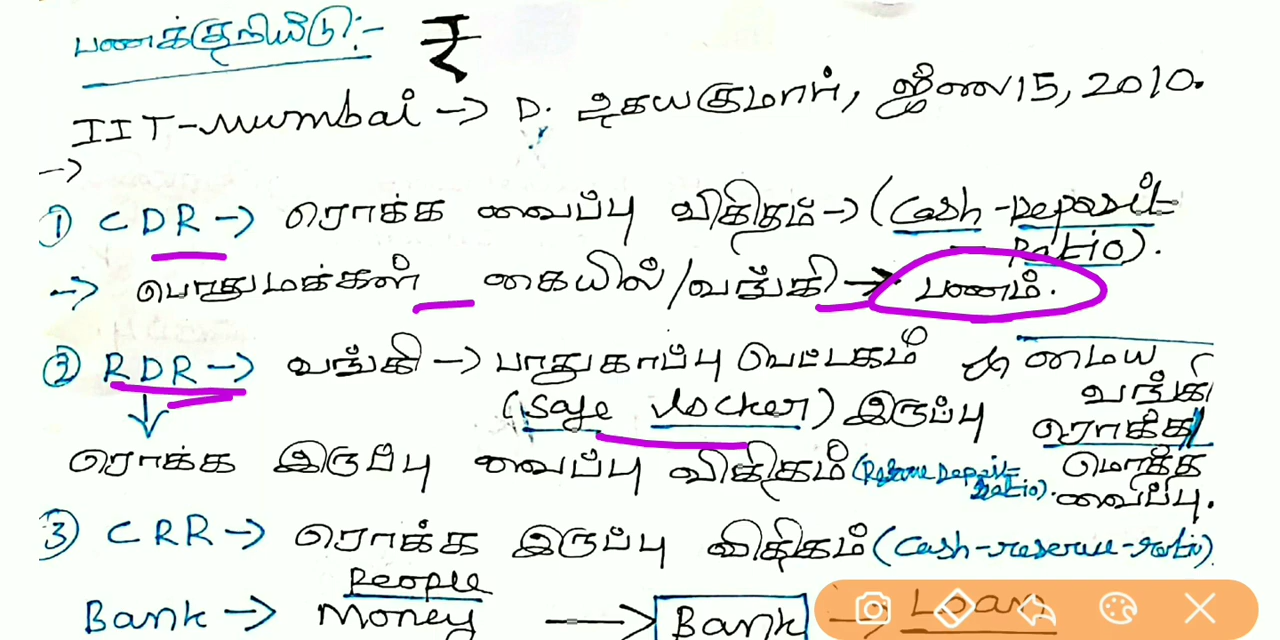 பணக்குறியீடு:- ₹
IIT-Mumbai → D. உதயகுமார், ஜீலை 15, 2010.
→
① CDR → ரொக்க வைப்பு விகிதம் → (Cash-Deposit-
Ratio).
→ பொதுமக்கள் கையில்/வங்கி → பணம்.
② RDR → வங்கி → பாதுகாப்பு பெட்டகம் மைய
(Safe Locker) இருப்பு வங்கி
ரொக்க
ரொக்க இருப்பு வைப்பு விகிதம் (Reserve Deposit- மொத்த
Ratio). வைப்பு.
③ CRR → ரொக்க இருப்பு விகிதம் (Cash-reserve-ratio)
People
Bank → Money → Bank → Loan